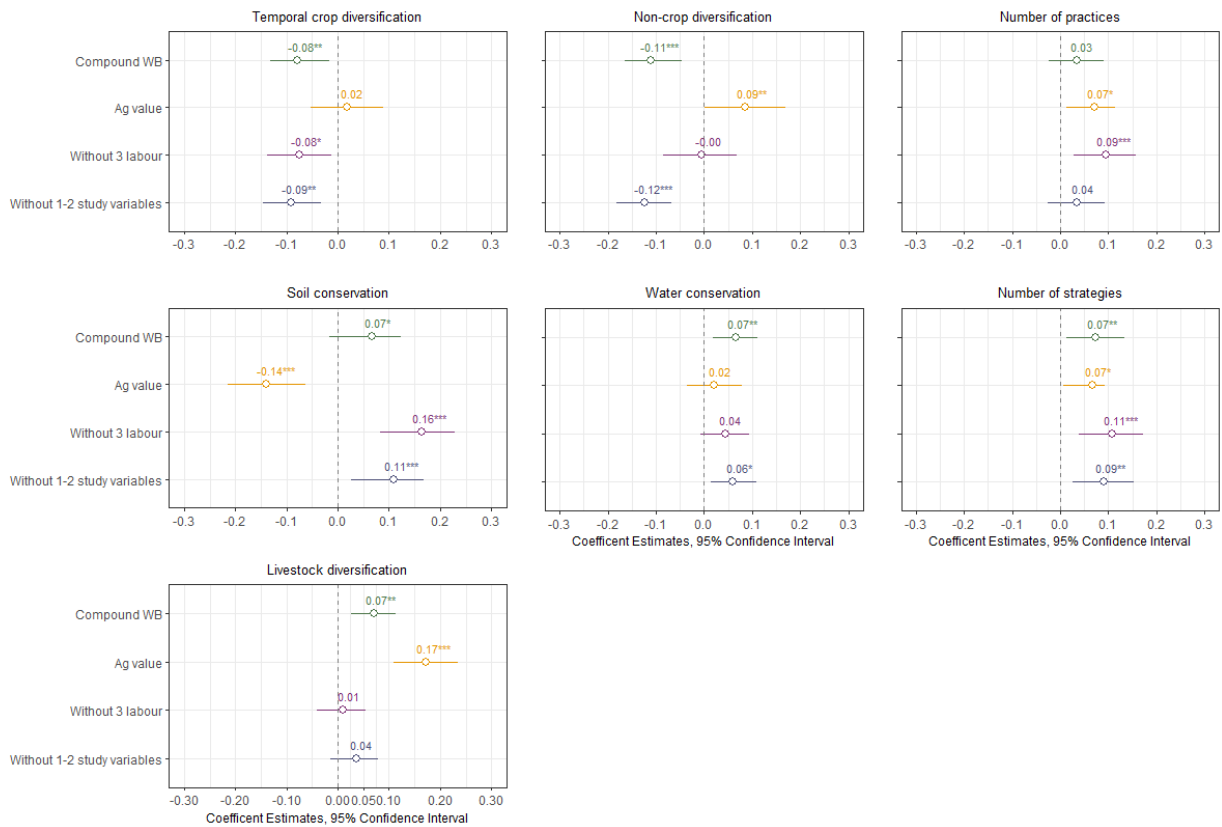 Temporal crop diversification
Non-crop diversification
Number of practices
Compound WB
Ag value
Without 3 labour
Without 1-2 study variables
-0.08**
0.02
-0.08*
-0.09**
-0.11***
0.09**
-0.00
-0.12***
0.03
0.07*
0.09***
0.04
-0.3 -0.2 -0.1 0.0 0.1 0.2 0.3
-0.3 -0.2 -0.1 0.0 0.1 0.2 0.3
-0.3 -0.2 -0.1 0.0 0.1 0.2 0.3
Soil conservation
Water conservation
Number of strategies
Compound WB
Ag value
Without 3 labour
Without 1-2 study variables
0.07*
-0.14***
0.16***
0.11***
0.07**
0.02
0.04
0.06*
0.07**
0.07*
0.11***
0.09**
-0.3 -0.2 -0.1 0.0 0.1 0.2 0.3
-0.3 -0.2 -0.1 0.0 0.1 0.2 0.3
-0.3 -0.2 -0.1 0.0 0.1 0.2 0.3
Coefficent Estimates, 95% Confidence Interval
Coefficent Estimates, 95% Confidence Interval
Livestock diversification
Compound WB
Ag value
Without 3 labour
Without 1-2 study variables
0.07**
0.17***
0.01
0.04
-0.30 -0.20 -0.10 0.00 0.05 0.10 0.20 0.30
Coefficent Estimates, 95% Confidence Interval